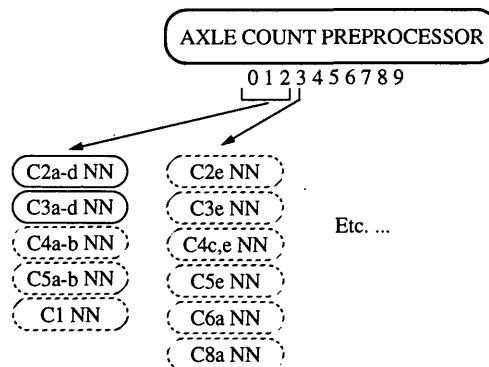 AXLE COUNT PREPROCESSOR
0 1 2 3 4 5 6 7 8 9
C2a-d NN
C3a-d NN
C4a-b NN
C5a-b NN
C1 NN
C2e NN
C3e NN
C4c,e NN
C5e NN
C6a NN
C8a NN
Etc. ...